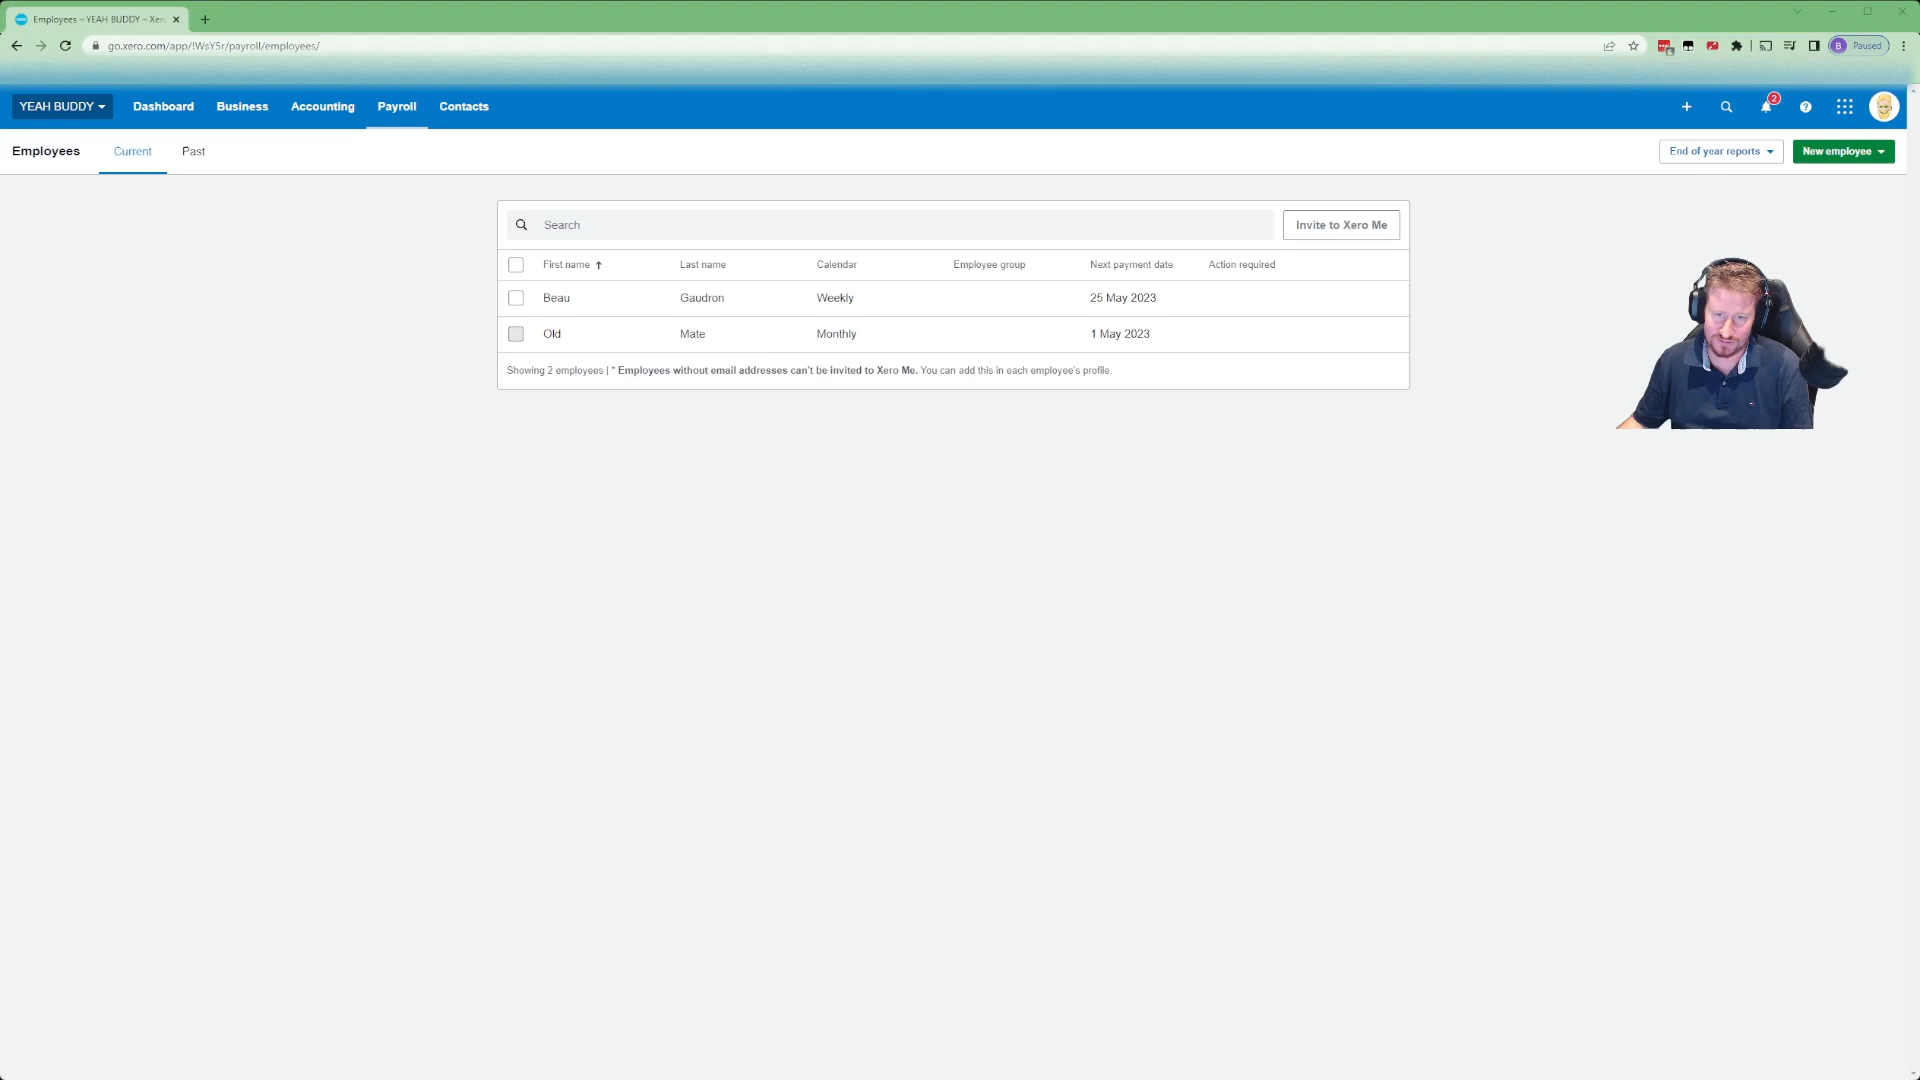 Employees – YEAH BUDDY – Xer
go.xero.com/app/!WsY5r/payroll/employees/
B Paused
YEAH BUDDY Dashboard Business Accounting Payroll Contacts
2
Employees Current Past End of year reports New employee
Search Invite to Xero Me
First name Last name Calendar Employee group Next payment date Action required
Beau Gaudron Weekly 25 May 2023
Old Mate Monthly 1 May 2023
Showing 2 employees | * Employees without email addresses can't be invited to Xero Me. You can add this in each employee's profile.